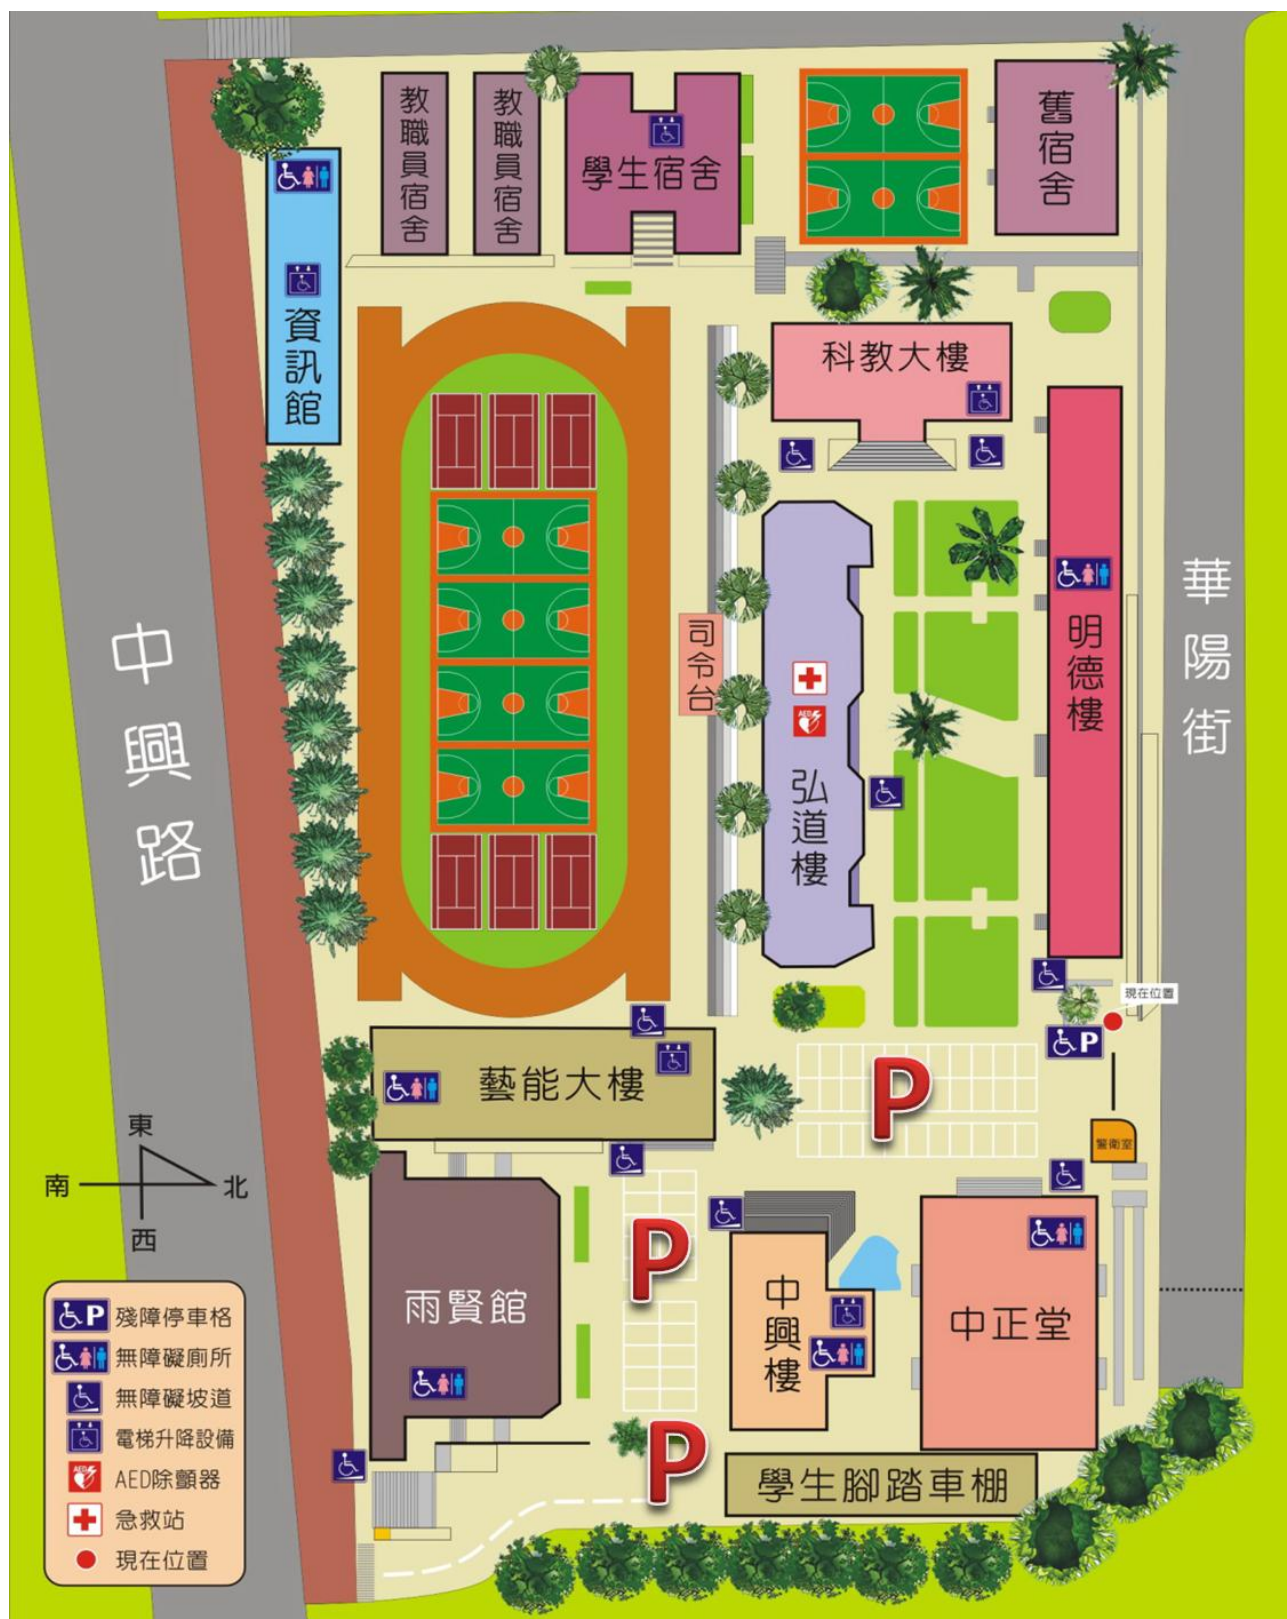 教職員宿舍
教職員宿舍
學生宿舍
舊宿舍
資訊館
科教大樓
中興路
司令台
AED
弘道樓
明德樓
華陽街
現在位置
P
藝能大樓
P
警衛室
東
南
北
西
雨賢館
P
中興樓
中正堂
P
學生腳踏車棚
P 殘障停車格
無障礙廁所
無障礙坡道
電梯升降設備
AED AED除顫器
急救站
現在位置